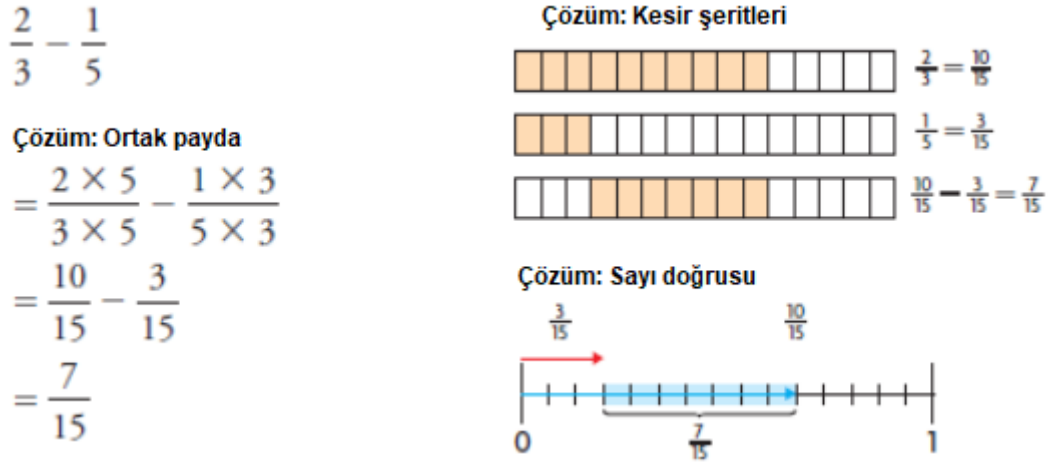 2/3 − 1/5
Çözüm: Ortak payda
= (2 × 5)/(3 × 5) − (1 × 3)/(5 × 3)
= 10/15 − 3/15
= 7/15
Çözüm: Kesir şeritleri
2/3 = 10/15
1/5 = 3/15
10/15 − 3/15 = 7/15
Çözüm: Sayı doğrusu
3/15 10/15
0 7/15 1